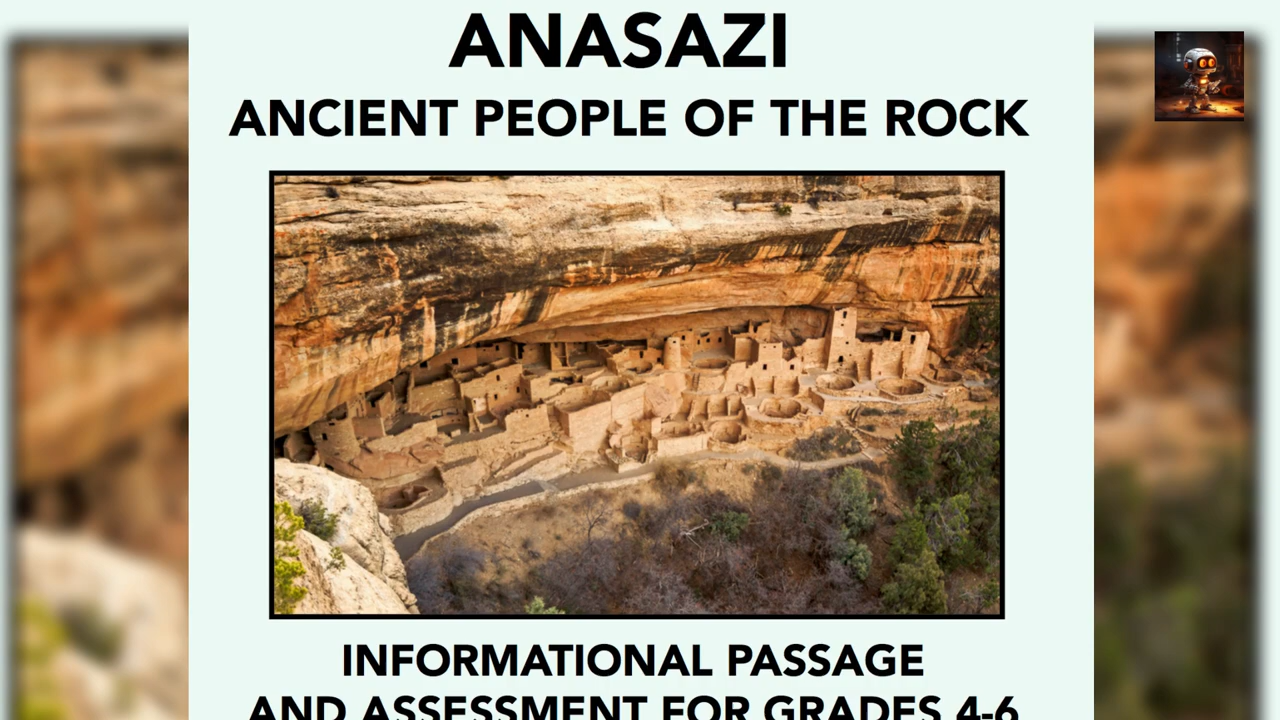 ANASAZI
ANCIENT PEOPLE OF THE ROCK
INFORMATIONAL PASSAGE
AND ASSESSMENT FOR GRADES 4-6